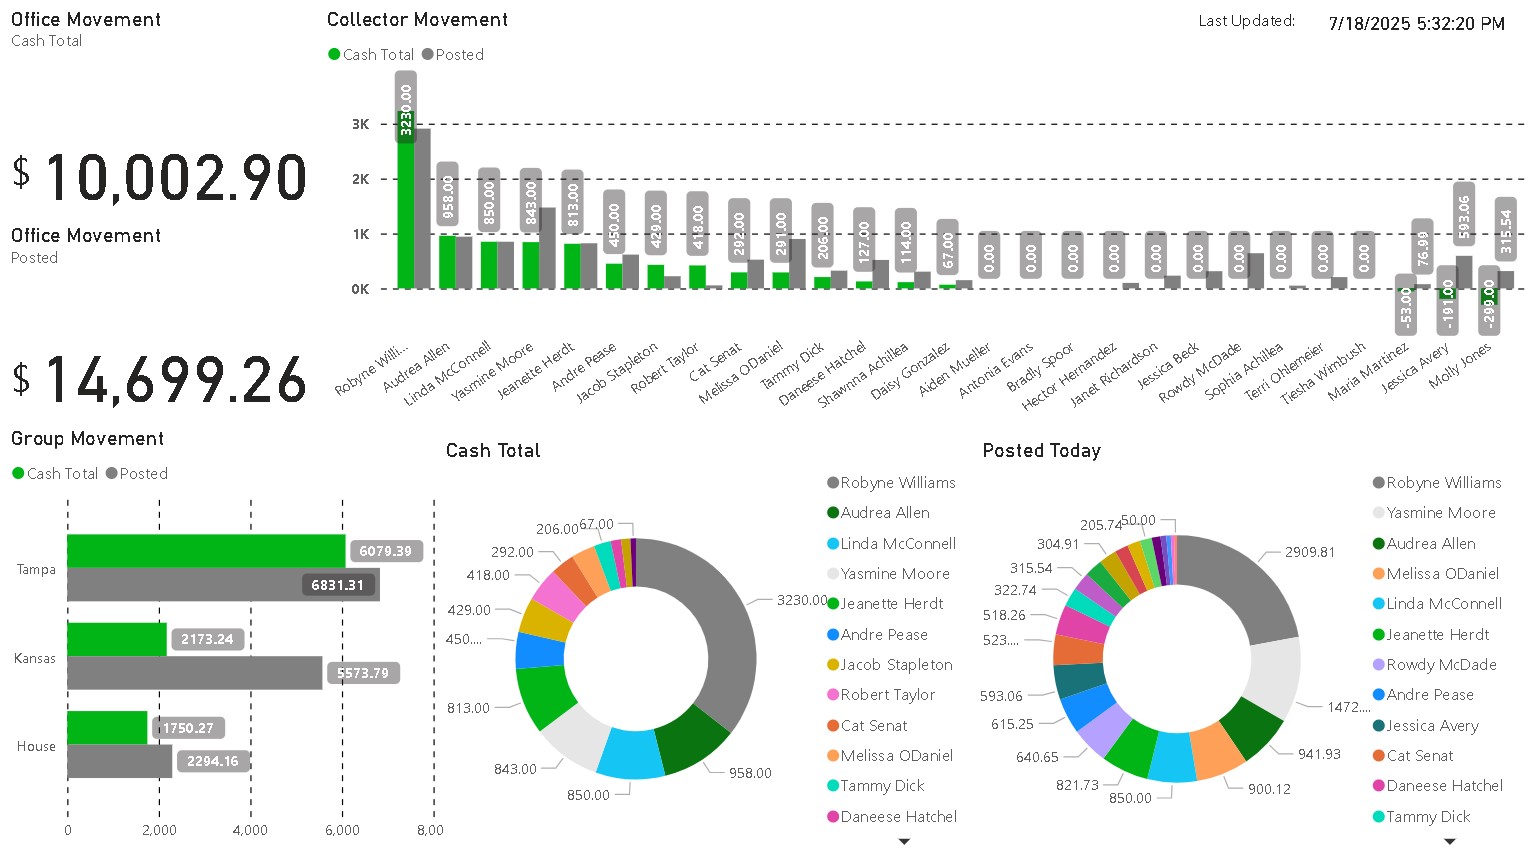 Office Movement
Cash Total
$ 10,002.90
Office Movement
Posted
$ 14,699.26
Collector Movement
Cash Total Posted
Last Updated: 7/18/2025 5:32:20 PM
3K
2K
1K
0K
3230.00
958.00
850.00
843.00
813.00
450.00
429.00
418.00
292.00
291.00
206.00
127.00
114.00
67.00
0.00
0.00
0.00
0.00
0.00
0.00
0.00
0.00
0.00
0.00
-53.00
76.99
-191.00
593.06
-299.00
315.54
Robyne Willi...
Audrea Allen
Linda McConnell
Yasmine Moore
Jeanette Herdt
Andre Pease
Jacob Stapleton
Robert Taylor
Cat Senat
Melissa ODaniel
Tammy Dick
Daneese Hatchel
Shawnna Achillea
Daisy Gonzalez
Aiden Mueller
Antonia Evans
Bradly Spoor
Hector Hernandez
Janet Richardson
Jessica Beck
Rowdy McDade
Sophia Achillea
Terri Ohlemeier
Tiesha Wimbush
Maria Martinez
Jessica Avery
Molly Jones
Group Movement
Cash Total Posted
Tampa
6079.39
6831.31
Kansas
2173.24
5573.79
House
1750.27
2294.16
0 2,000 4,000 6,000 8,00
Cash Total
3230.00
958.00
850.00
843.00
813.00
450....
429.00
418.00
292.00
206.00
67.00
Robyne Williams
Audrea Allen
Linda McConnell
Yasmine Moore
Jeanette Herdt
Andre Pease
Jacob Stapleton
Robert Taylor
Cat Senat
Melissa ODaniel
Tammy Dick
Daneese Hatchel
Posted Today
2909.81
1472....
941.93
900.12
850.00
821.73
640.65
615.25
593.06
523....
518.26
322.74
315.54
304.91
205.74
50.00
Robyne Williams
Yasmine Moore
Audrea Allen
Melissa ODaniel
Linda McConnell
Jeanette Herdt
Rowdy McDade
Andre Pease
Jessica Avery
Cat Senat
Daneese Hatchel
Tammy Dick